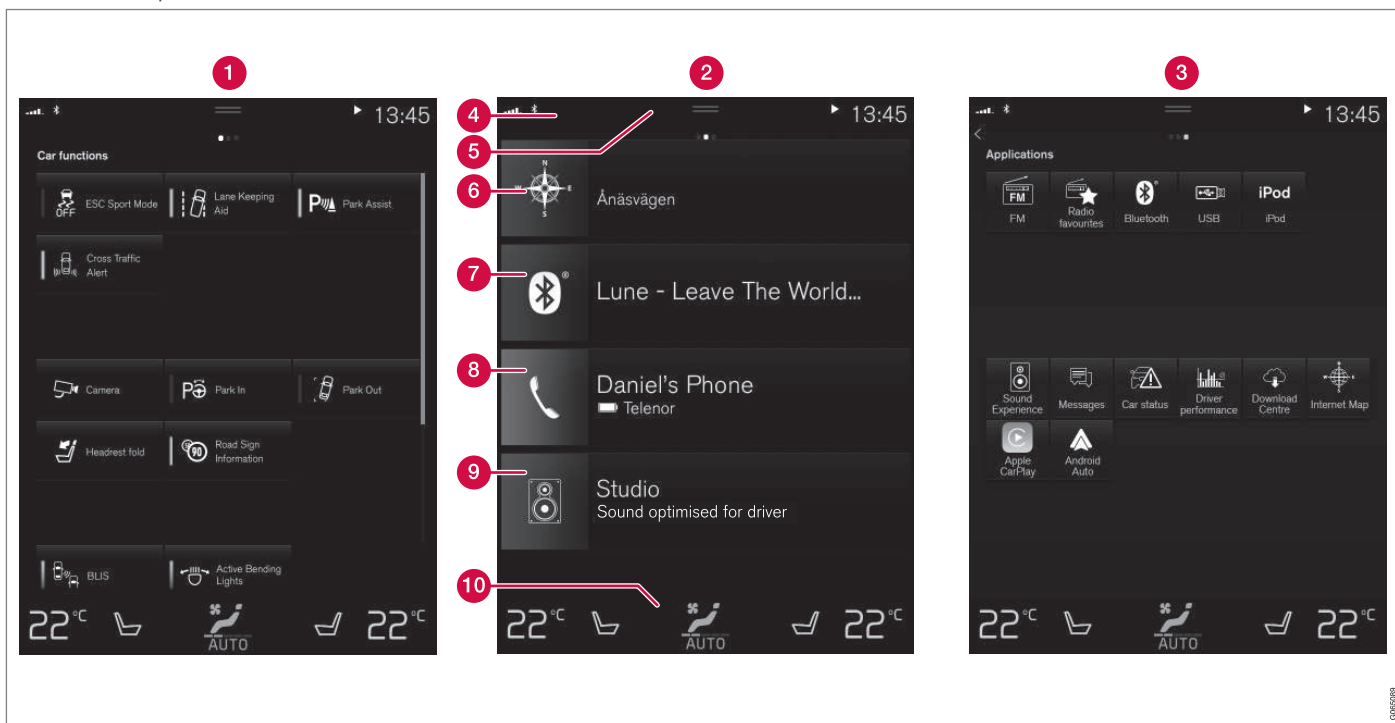 1
2
3
13:45
Car functions
OFF
ESC Sport Mode
Lane Keeping
Aid
Park Assist
Cross Traffic
Alert
Camera
Park In
Park Out
Headrest fold
90
Road Sign
Information
BLIS
Active Bending
Lights
22°C
AUTO
22°C
4
5
6
7
8
9
10
13:45
N
W
E
S
Ånäsvägen
Lune - Leave The World...
Daniel's Phone
Telenor
Studio
Sound optimised for driver
22°C
AUTO
22°C
13:45
Applications
FM
FM
Radio
favourites
Bluetooth
USB
iPod
iPod
Sound
Experience
Messages
Car status
Driver
performance
Download
Centre
Internet Map
Apple
CarPlay
Android
Auto
22°C
AUTO
22°C